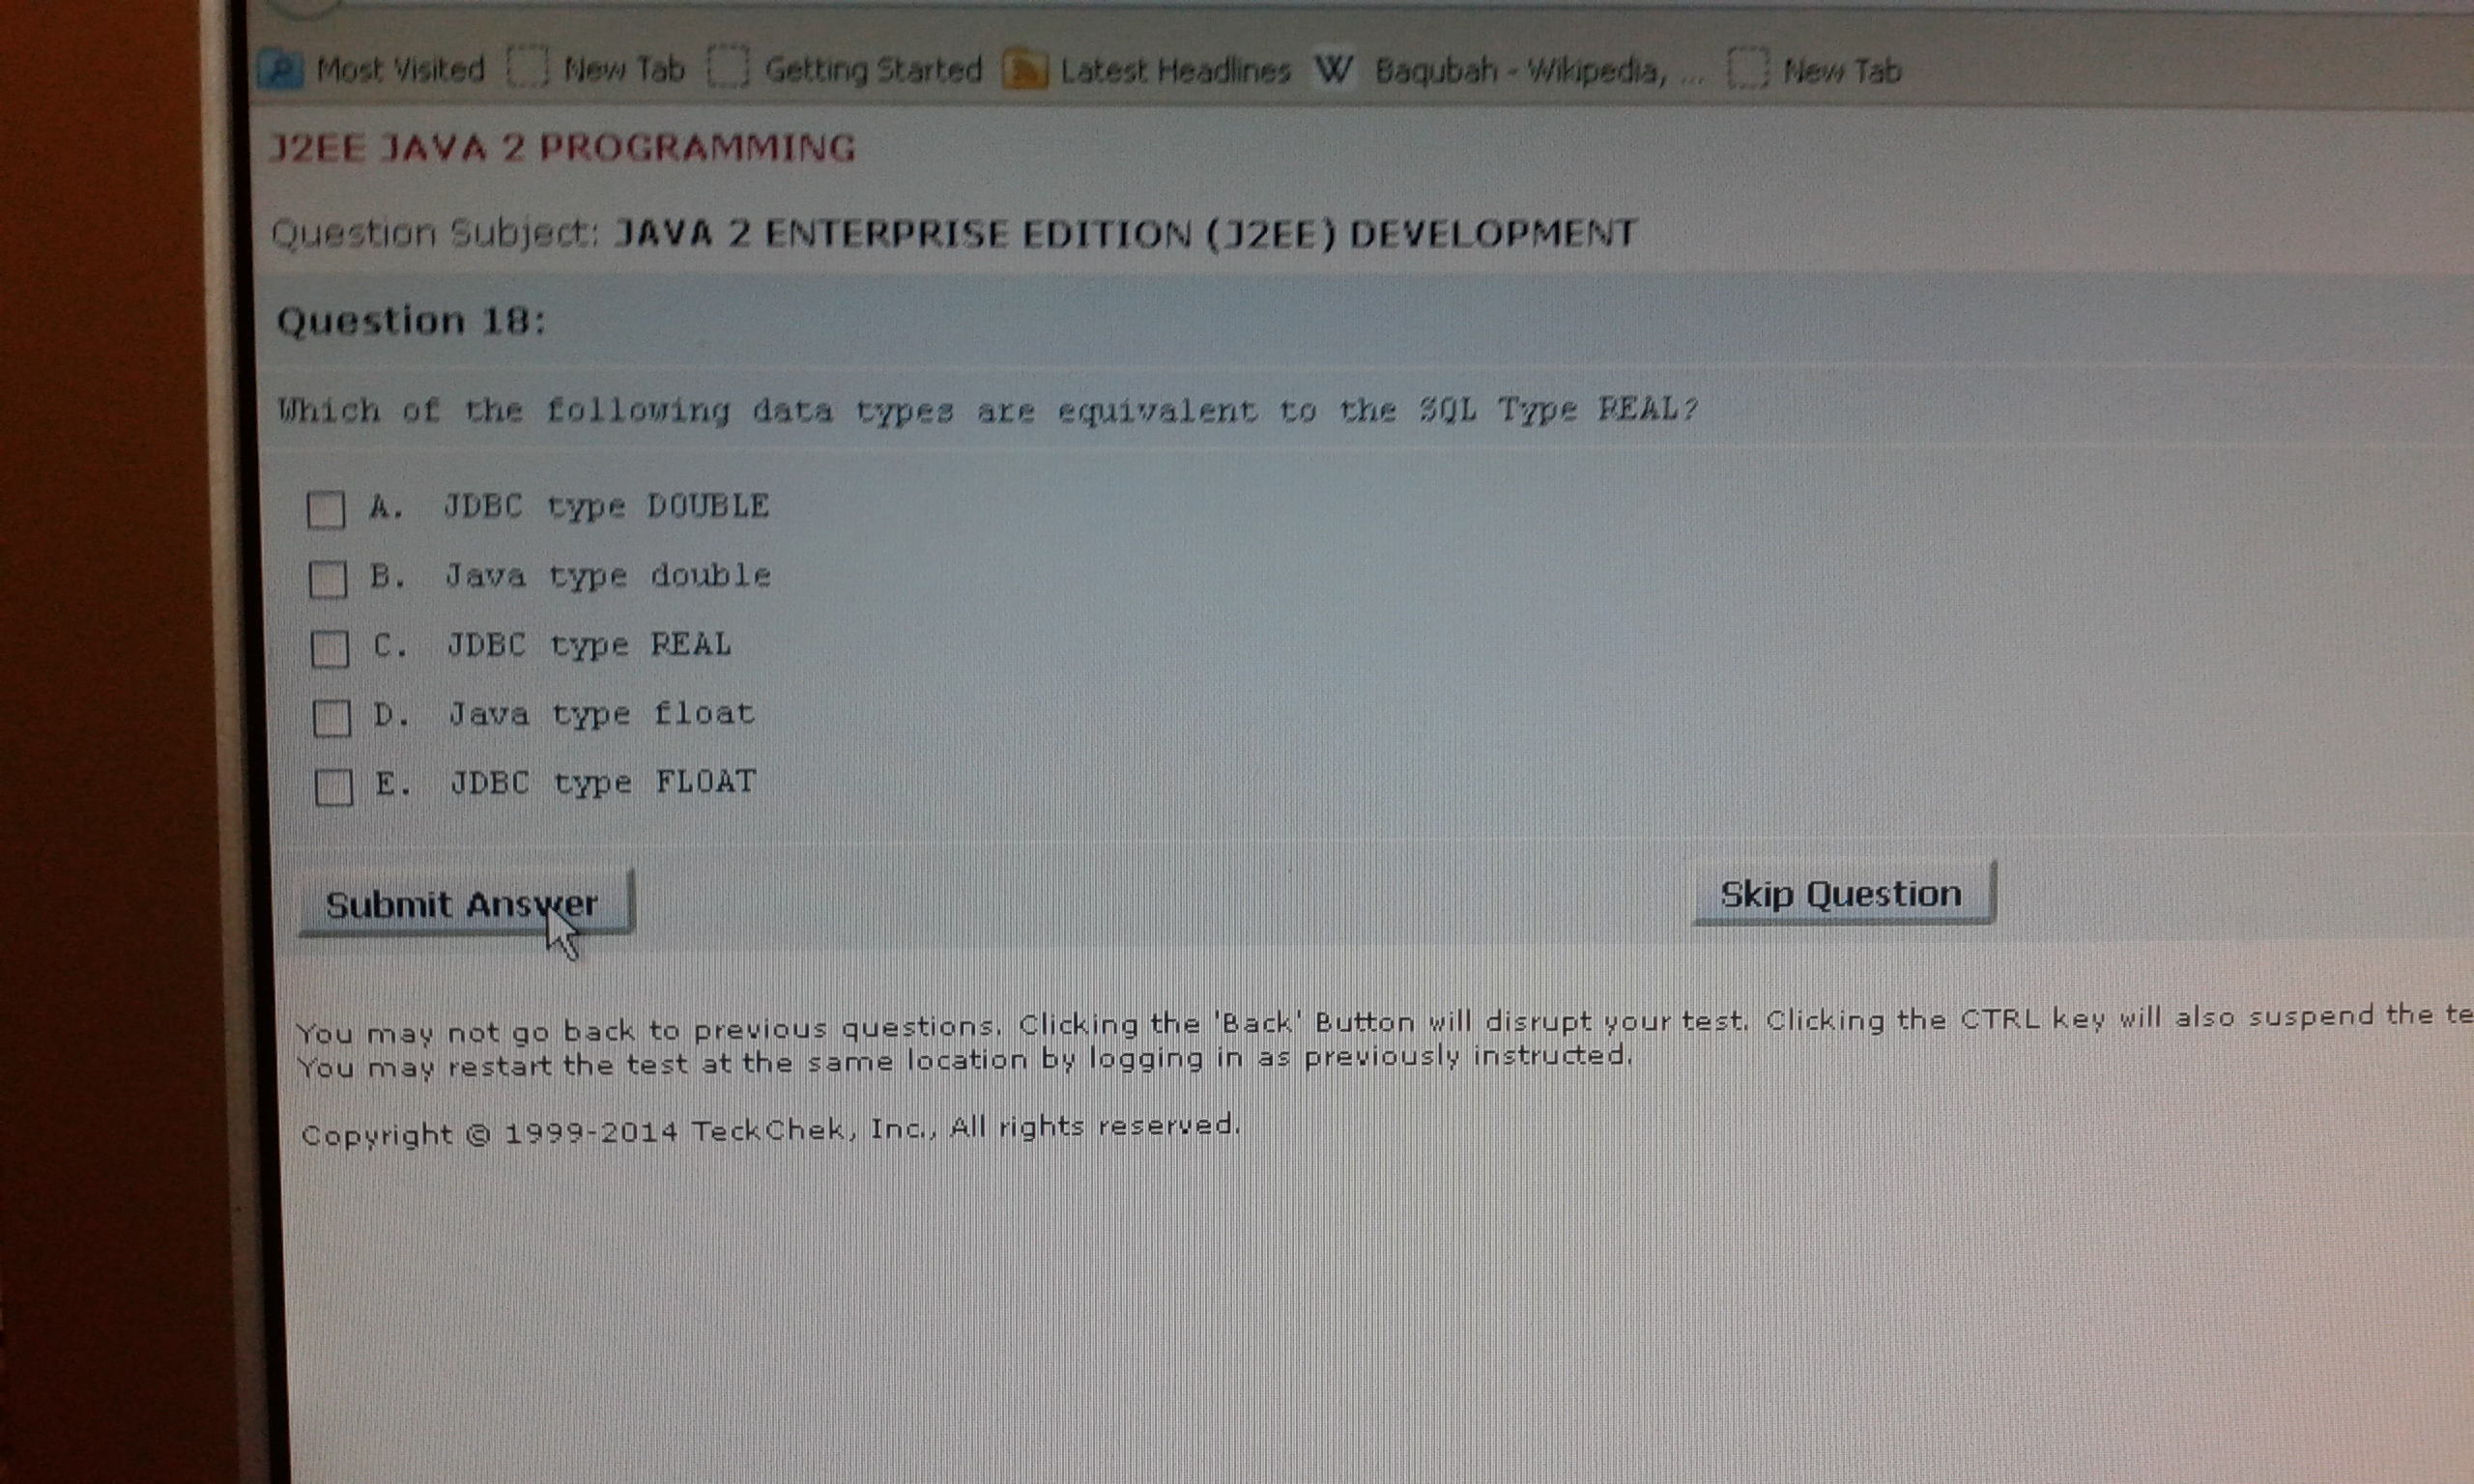 Most Visited New Tab Getting Started Latest Headlines W Baqubah - Wikipedia, ... New Tab
J2EE JAVA 2 PROGRAMMING
Question Subject: JAVA 2 ENTERPRISE EDITION (J2EE) DEVELOPMENT
Question 18:
Which of the following data types are equivalent to the SQL Type REAL?
A. JDBC type DOUBLE
B. Java type double
C. JDBC type REAL
D. Java type float
E. JDBC type FLOAT
Submit Answer Skip Question
You may not go back to previous questions. Clicking the 'Back' Button will disrupt your test. Clicking the CTRL key will also suspend the te
You may restart the test at the same location by logging in as previously instructed.
Copyright © 1999-2014 TeckChek, Inc., All rights reserved.